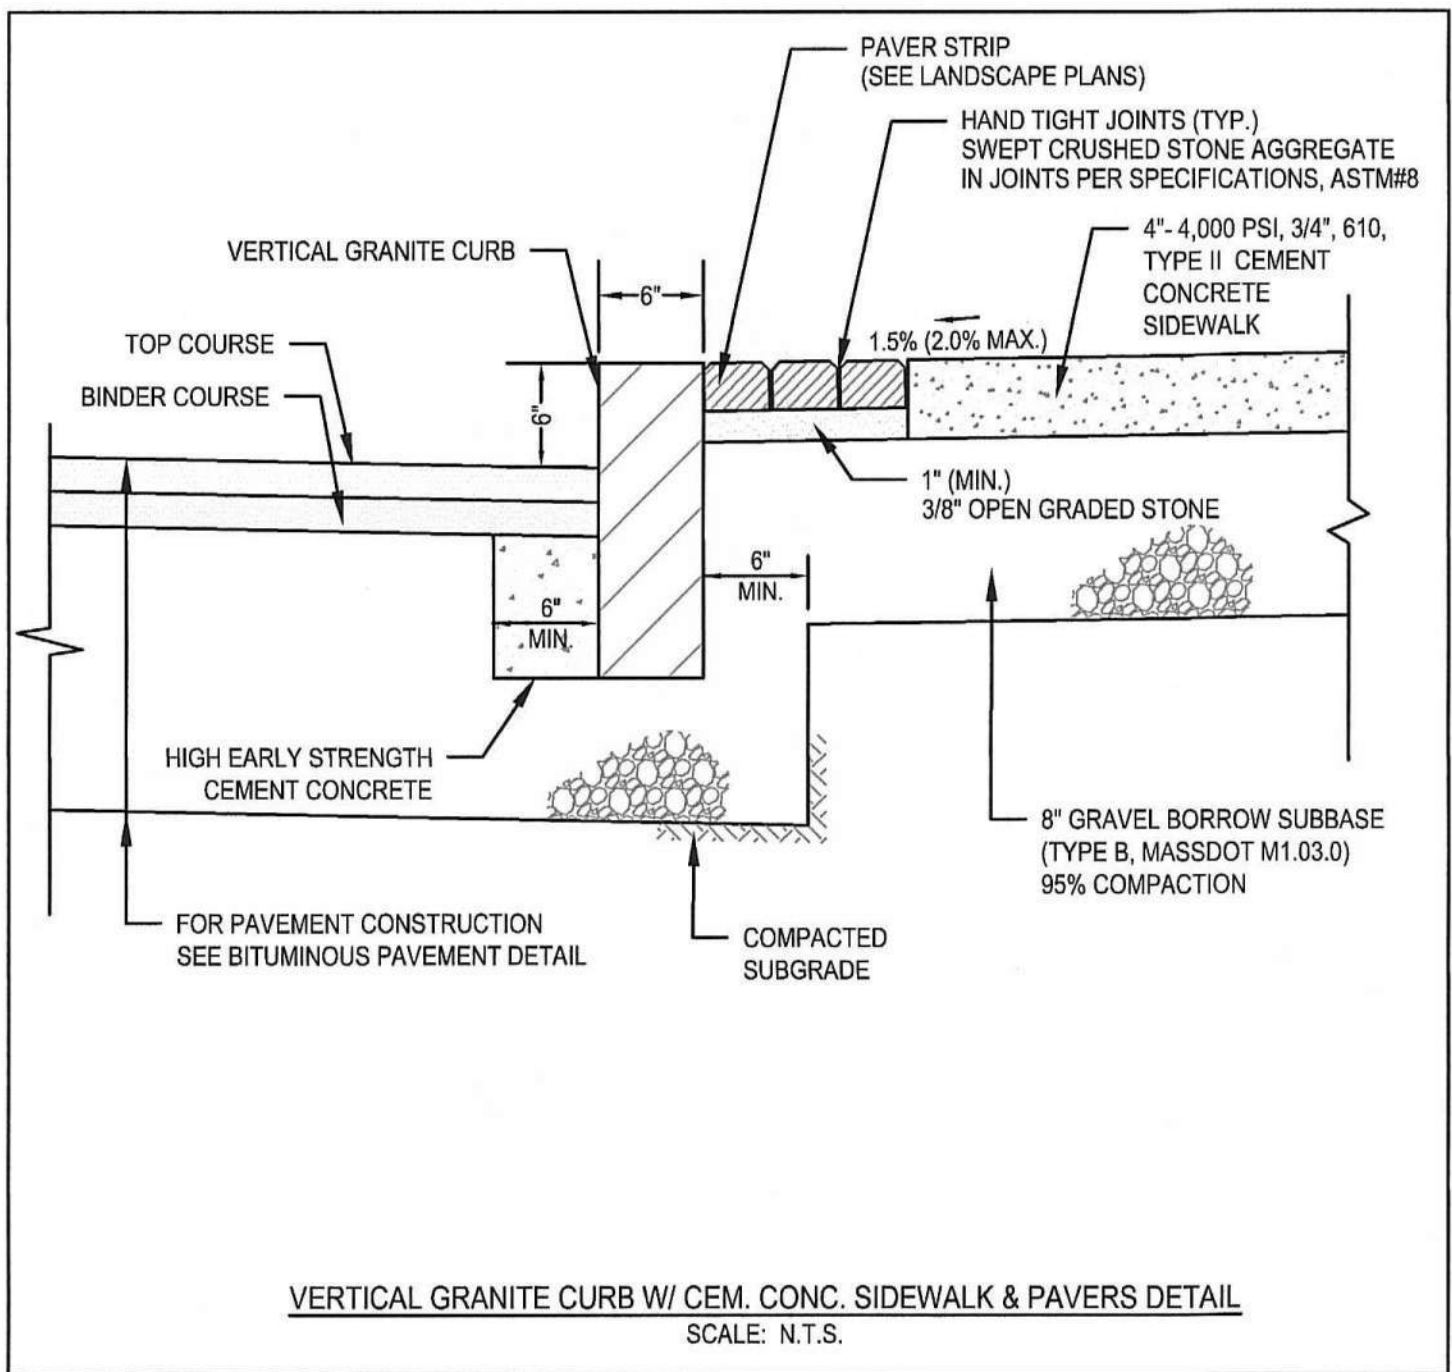 PAVER STRIP
(SEE LANDSCAPE PLANS)
HAND TIGHT JOINTS (TYP.)
SWEPT CRUSHED STONE AGGREGATE
IN JOINTS PER SPECIFICATIONS, ASTM#8
4"- 4,000 PSI, 3/4", 610,
TYPE II CEMENT
CONCRETE
SIDEWALK
VERTICAL GRANITE CURB
6"
1.5% (2.0% MAX.)
TOP COURSE
BINDER COURSE
6"
1" (MIN.)
3/8" OPEN GRADED STONE
6"
MIN.
6"
MIN.
HIGH EARLY STRENGTH
CEMENT CONCRETE
8" GRAVEL BORROW SUBBASE
(TYPE B, MASSDOT M1.03.0)
95% COMPACTION
FOR PAVEMENT CONSTRUCTION
SEE BITUMINOUS PAVEMENT DETAIL
COMPACTED
SUBGRADE
VERTICAL GRANITE CURB W/ CEM. CONC. SIDEWALK & PAVERS DETAIL
SCALE: N.T.S.